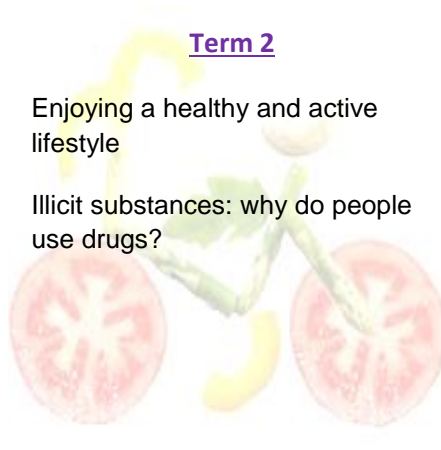 Term 2
Enjoying a healthy and active
lifestyle
Illicit substances: why do people
use drugs?